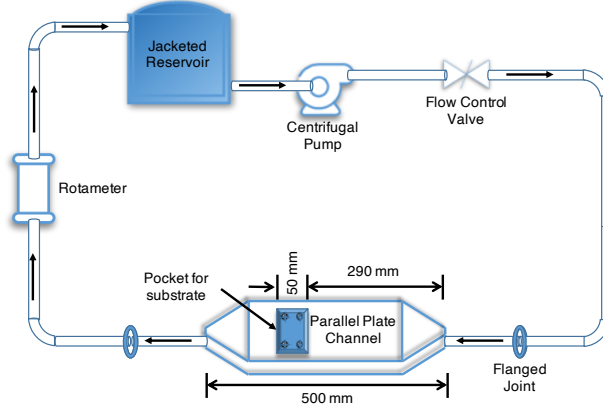 Jacketed
Reservoir
Centrifugal
Pump
Flow Control
Valve
Rotameter
Pocket for
substrate
50 mm
290 mm
Parallel Plate
Channel
Flanged
Joint
500 mm